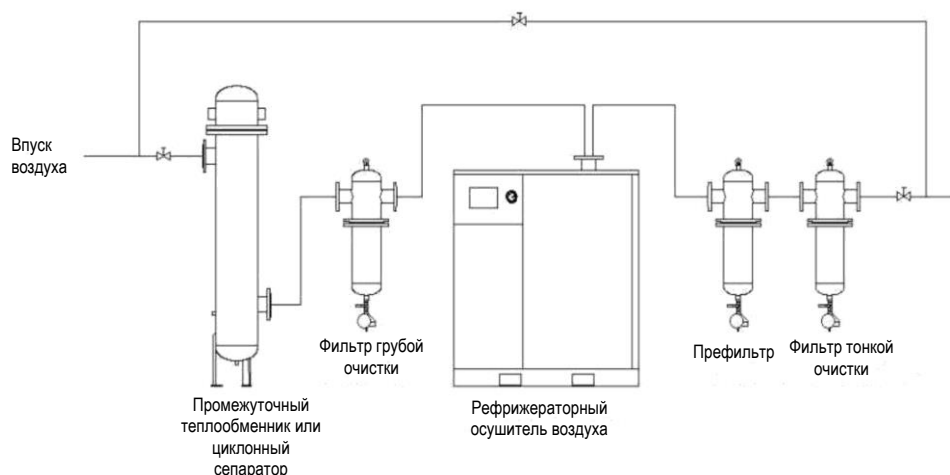 Впуск
воздуха
Фильтр грубой
очистки
Префильтр
Фильтр тонкой
очистки
Промежуточный
теплообменник или
циклонный
сепаратор
Рефрижераторный
осушитель воздуха